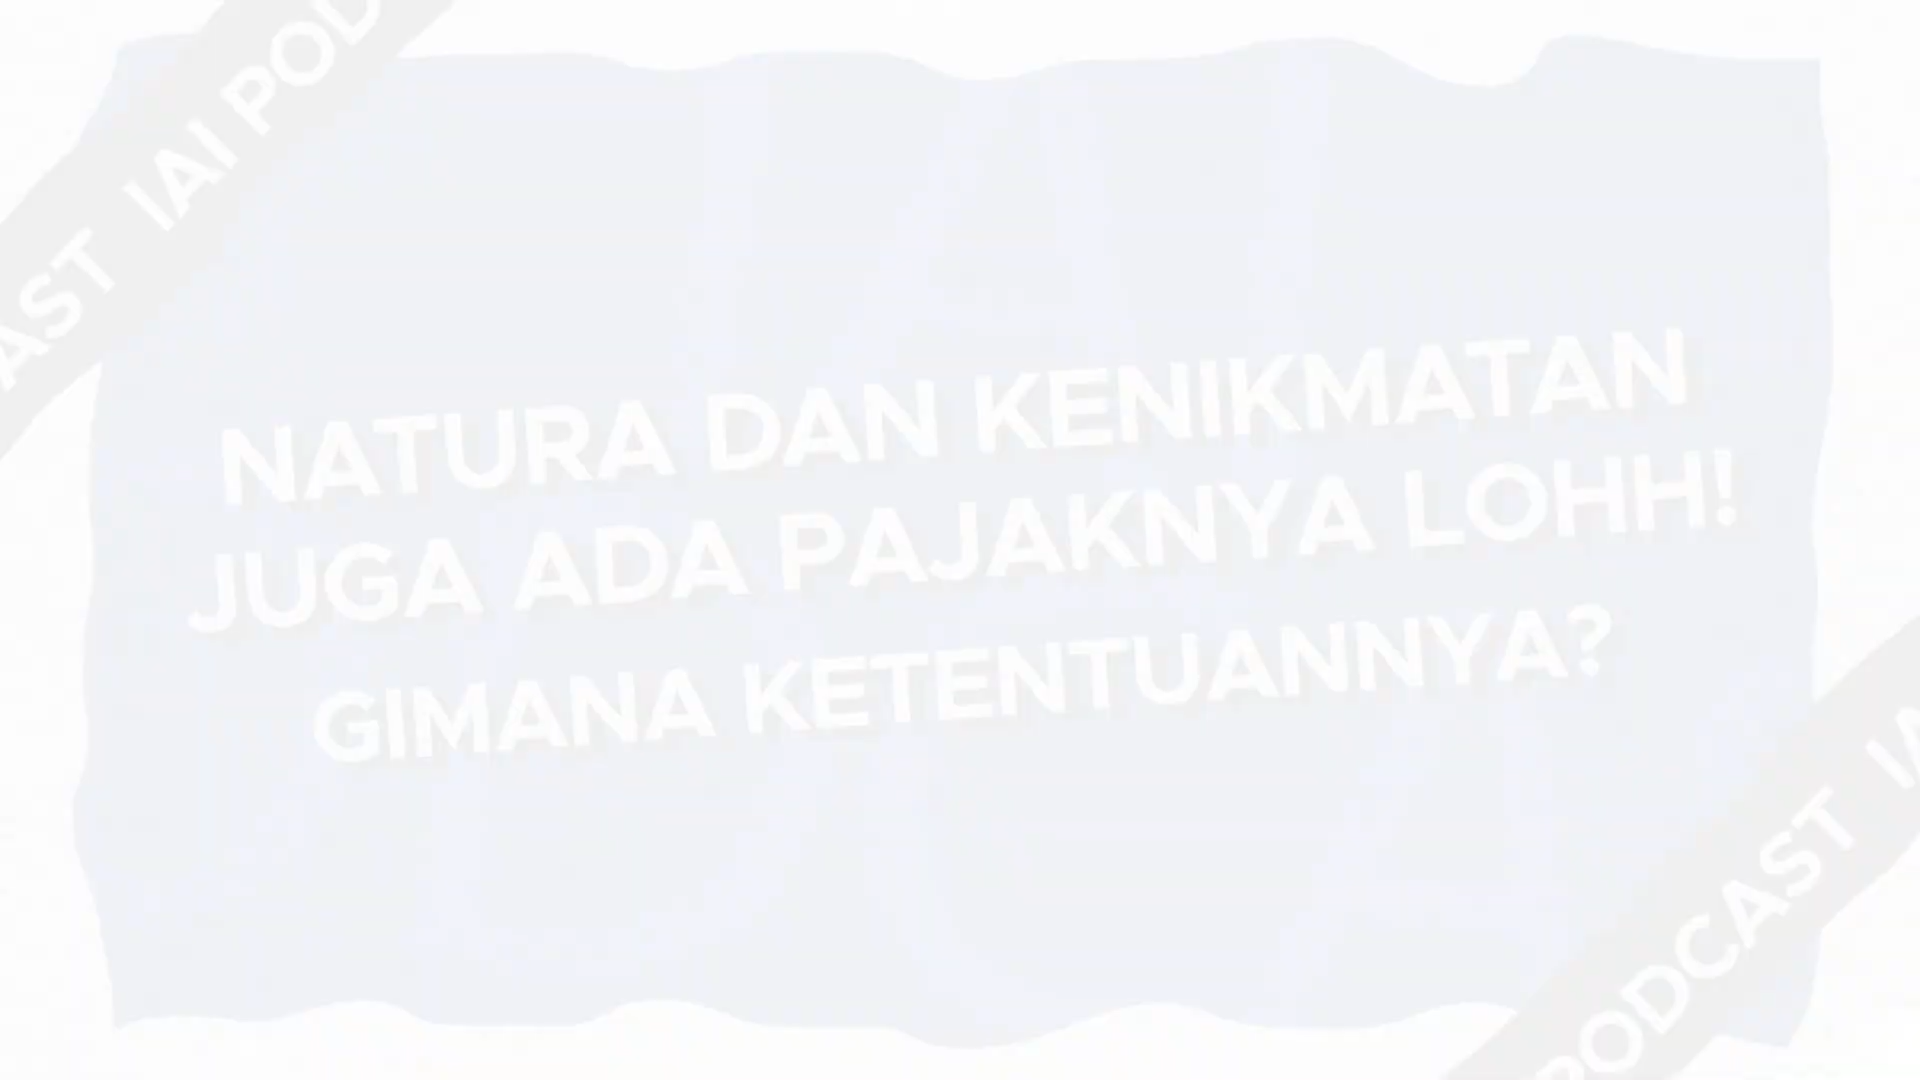 IAI POD
AST
NATURA DAN KENIKMATAN
JUGA ADA PAJAKNYA LOHH!
GIMANA KETENTUANNYA?
IA
PODCAST